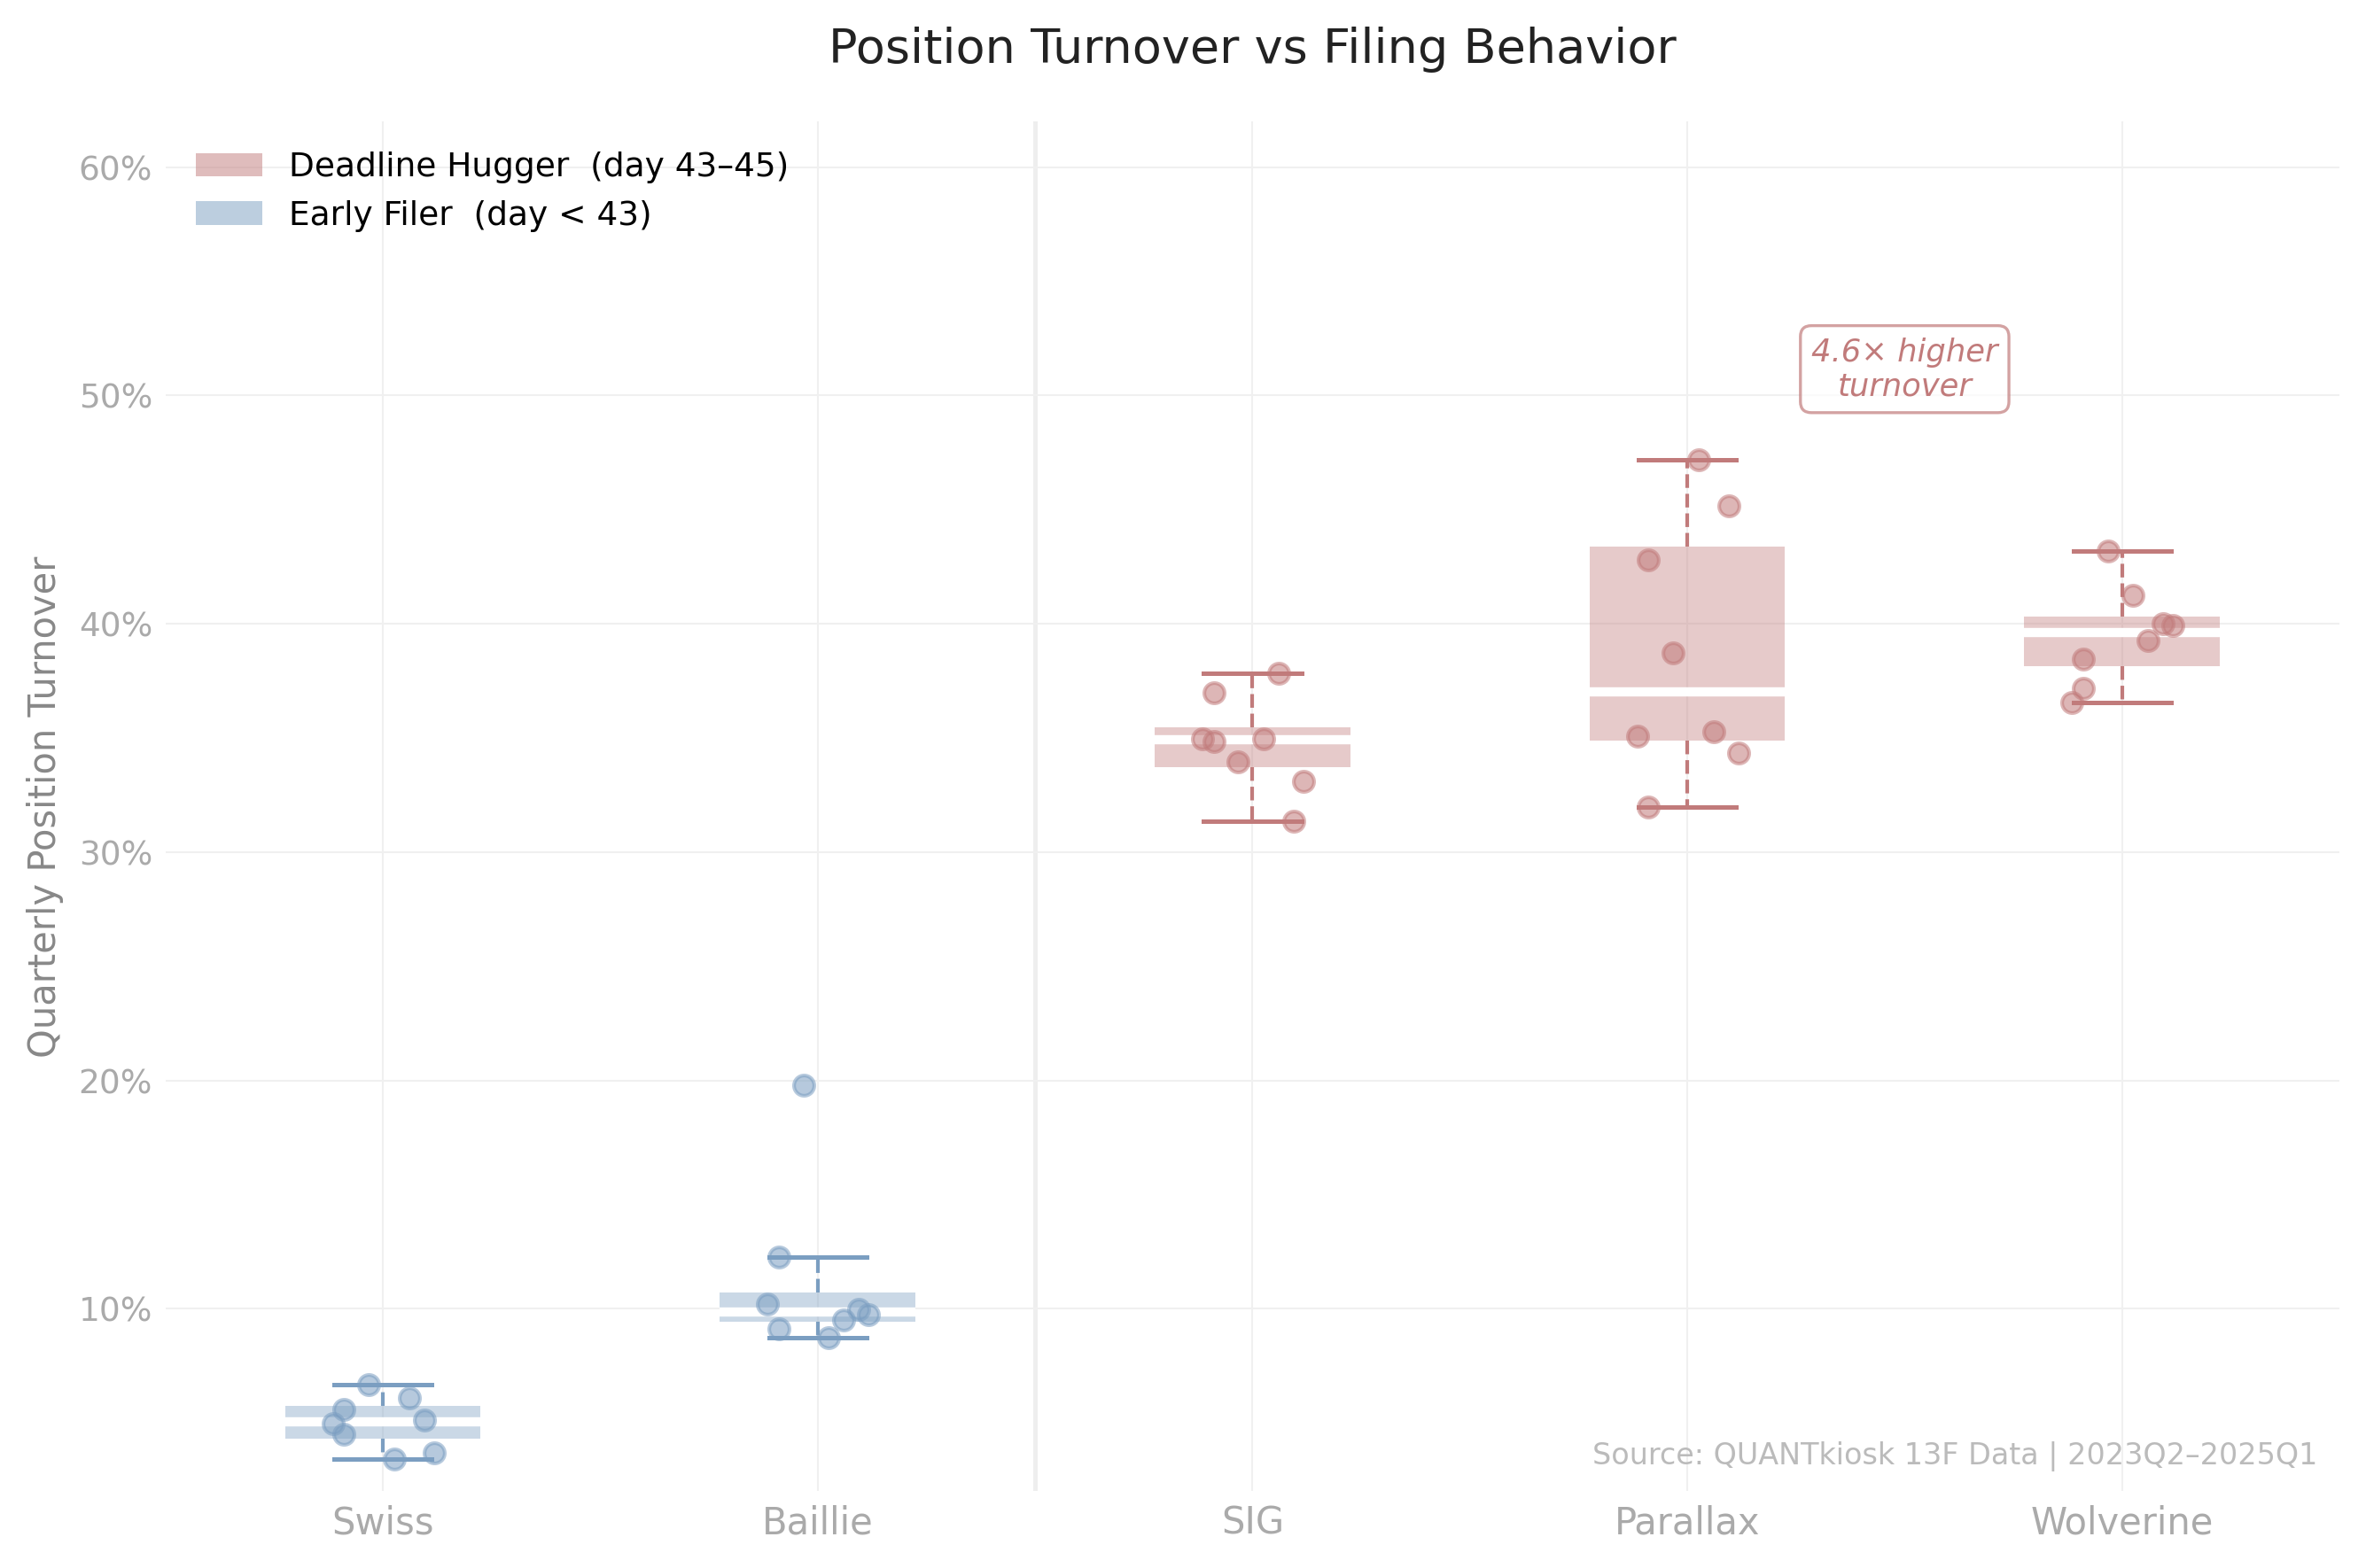 Position Turnover vs Filing Behavior
Deadline Hugger (day 43–45)
Early Filer (day < 43)
4.6× higher
turnover
Quarterly Position Turnover
60%
50%
40%
30%
20%
10%
Source: QUANTkiosk 13F Data | 2023Q2–2025Q1
Swiss
Baillie
SIG
Parallax
Wolverine